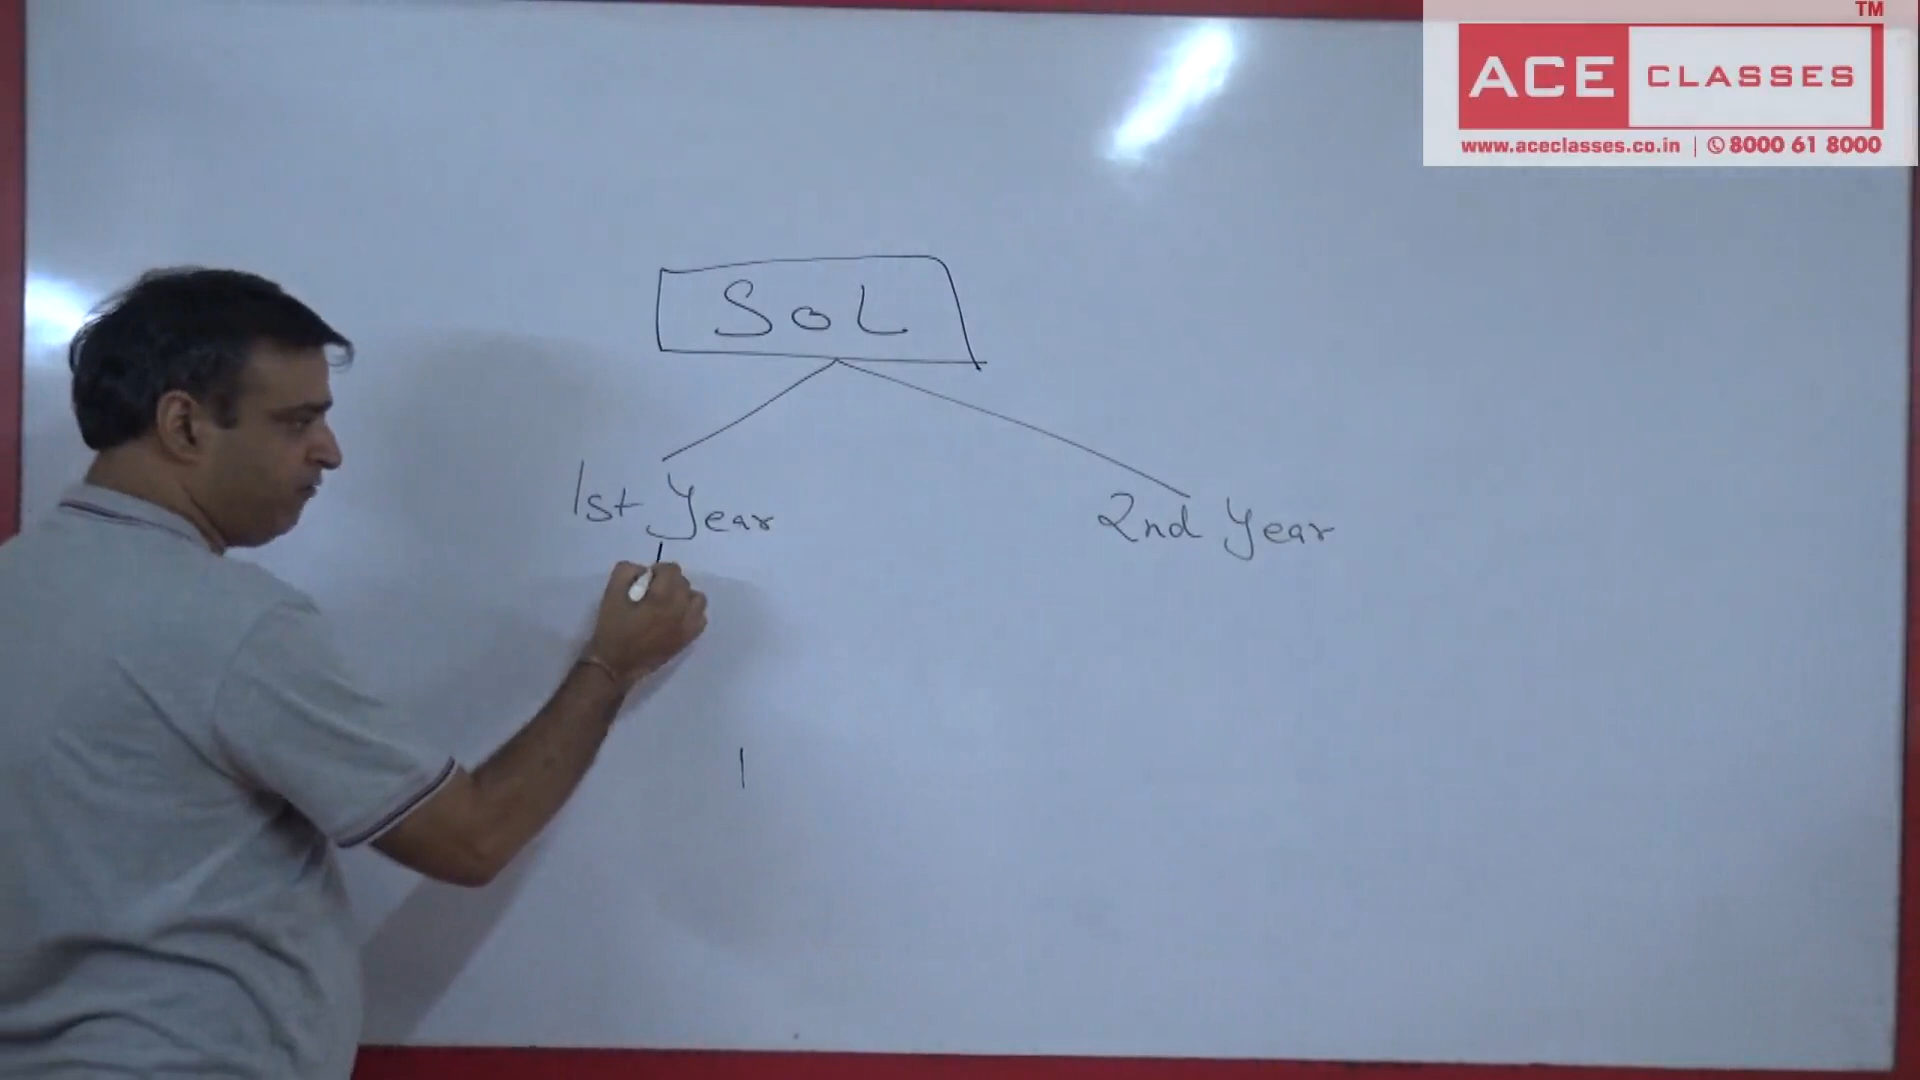 TM
ACE CLASSES
www.aceclasses.co.in | 8000 61 8000
SoL
1st Year
2nd Year